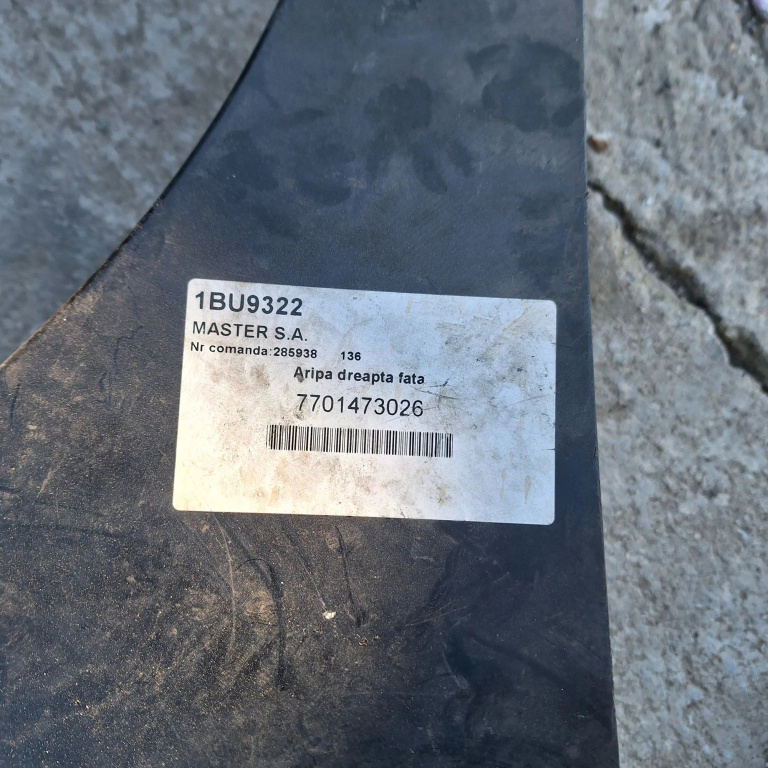 1BU9322
MASTER S.A.
Nr comanda:285938 136
Aripa dreapta fata
7701473026